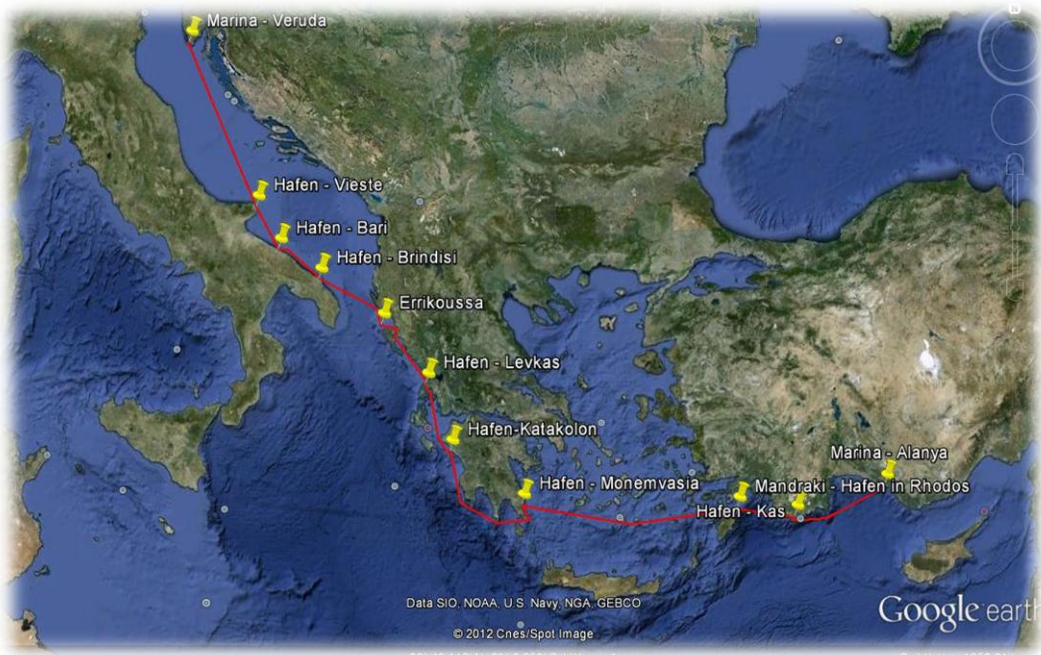 Marina - Veruda
Hafen - Vieste
Hafen - Bari
Hafen - Brindisi
Errikoussa
Hafen - Levkas
Hafen-Katakolon
Marina - Alanya
Hafen - Monemvasia
Mandraki - Hafen in Rhodos
Hafen - Kas
Data SIO, NOAA, U.S. Navy, NGA, GEBCO
© 2012 Cnes/Spot Image
Google earth